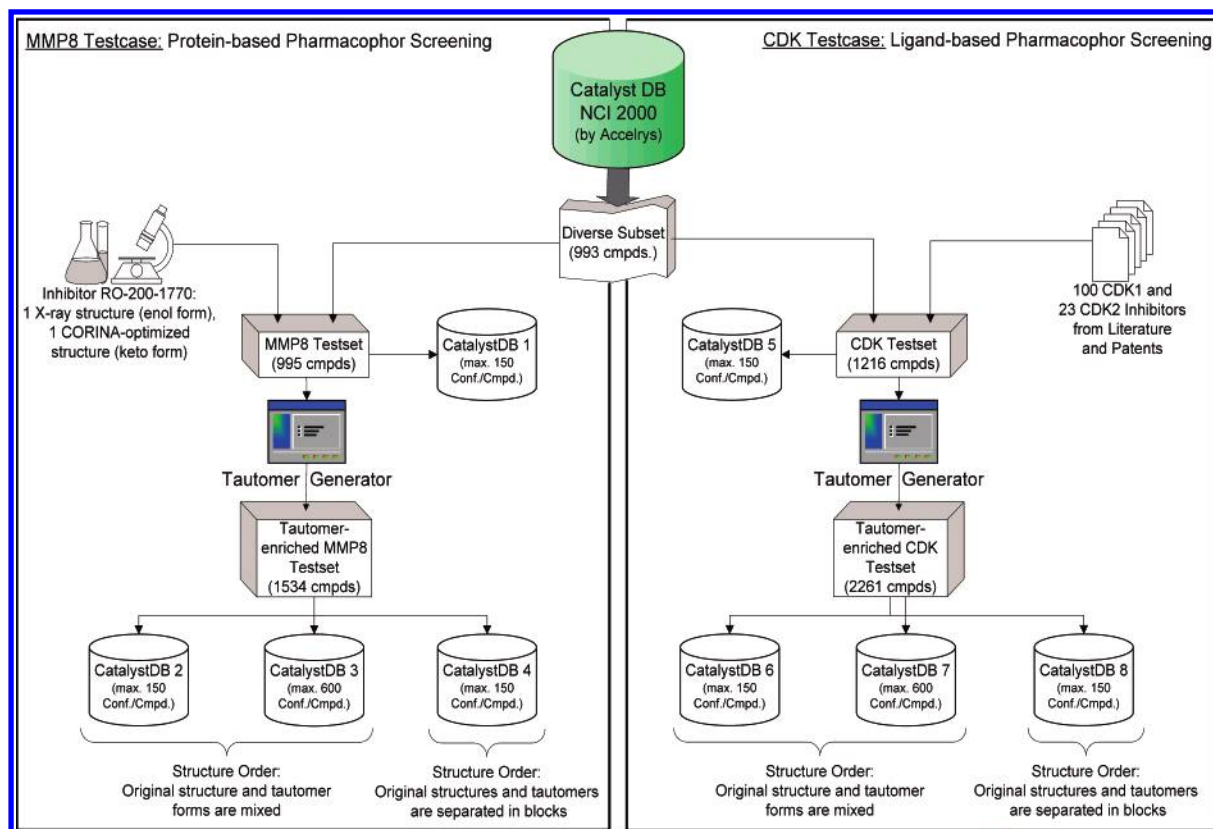 MMP8 Testcase: Protein-based Pharmacophor Screening
CDK Testcase: Ligand-based Pharmacophor Screening
Catalyst DB
NCI 2000
(by Accelrys)
Diverse Subset
(993 cmpds.)
Inhibitor RO-200-1770:
1 X-ray structure (enol form),
1 CORINA-optimized
structure (keto form)
MMP8 Testset
(995 cmpds)
CatalystDB 1
(max. 150
Conf./Cmpd.)
CatalystDB 5
(max. 150
Conf./Cmpd.)
CDK Testset
(1216 cmpds)
100 CDK1 and
23 CDK2 Inhibitors
from Literature
and Patents
Tautomer Generator
Tautomer Generator
Tautomer-
enriched MMP8
Testset
(1534 cmpds)
Tautomer-
enriched CDK
Testset
(2261 cmpds)
CatalystDB 2
(max. 150
Conf./Cmpd.)
CatalystDB 3
(max. 600
Conf./Cmpd.)
CatalystDB 4
(max. 150
Conf./Cmpd.)
CatalystDB 6
(max. 150
Conf./Cmpd.)
CatalystDB 7
(max. 600
Conf./Cmpd.)
CatalystDB 8
(max. 150
Conf./Cmpd.)
Structure Order:
Original structure and tautomer
forms are mixed
Structure Order:
Original structures and tautomers
are separated in blocks
Structure Order:
Original structure and tautomer
forms are mixed
Structure Order:
Original structures and tautomers
are separated in blocks